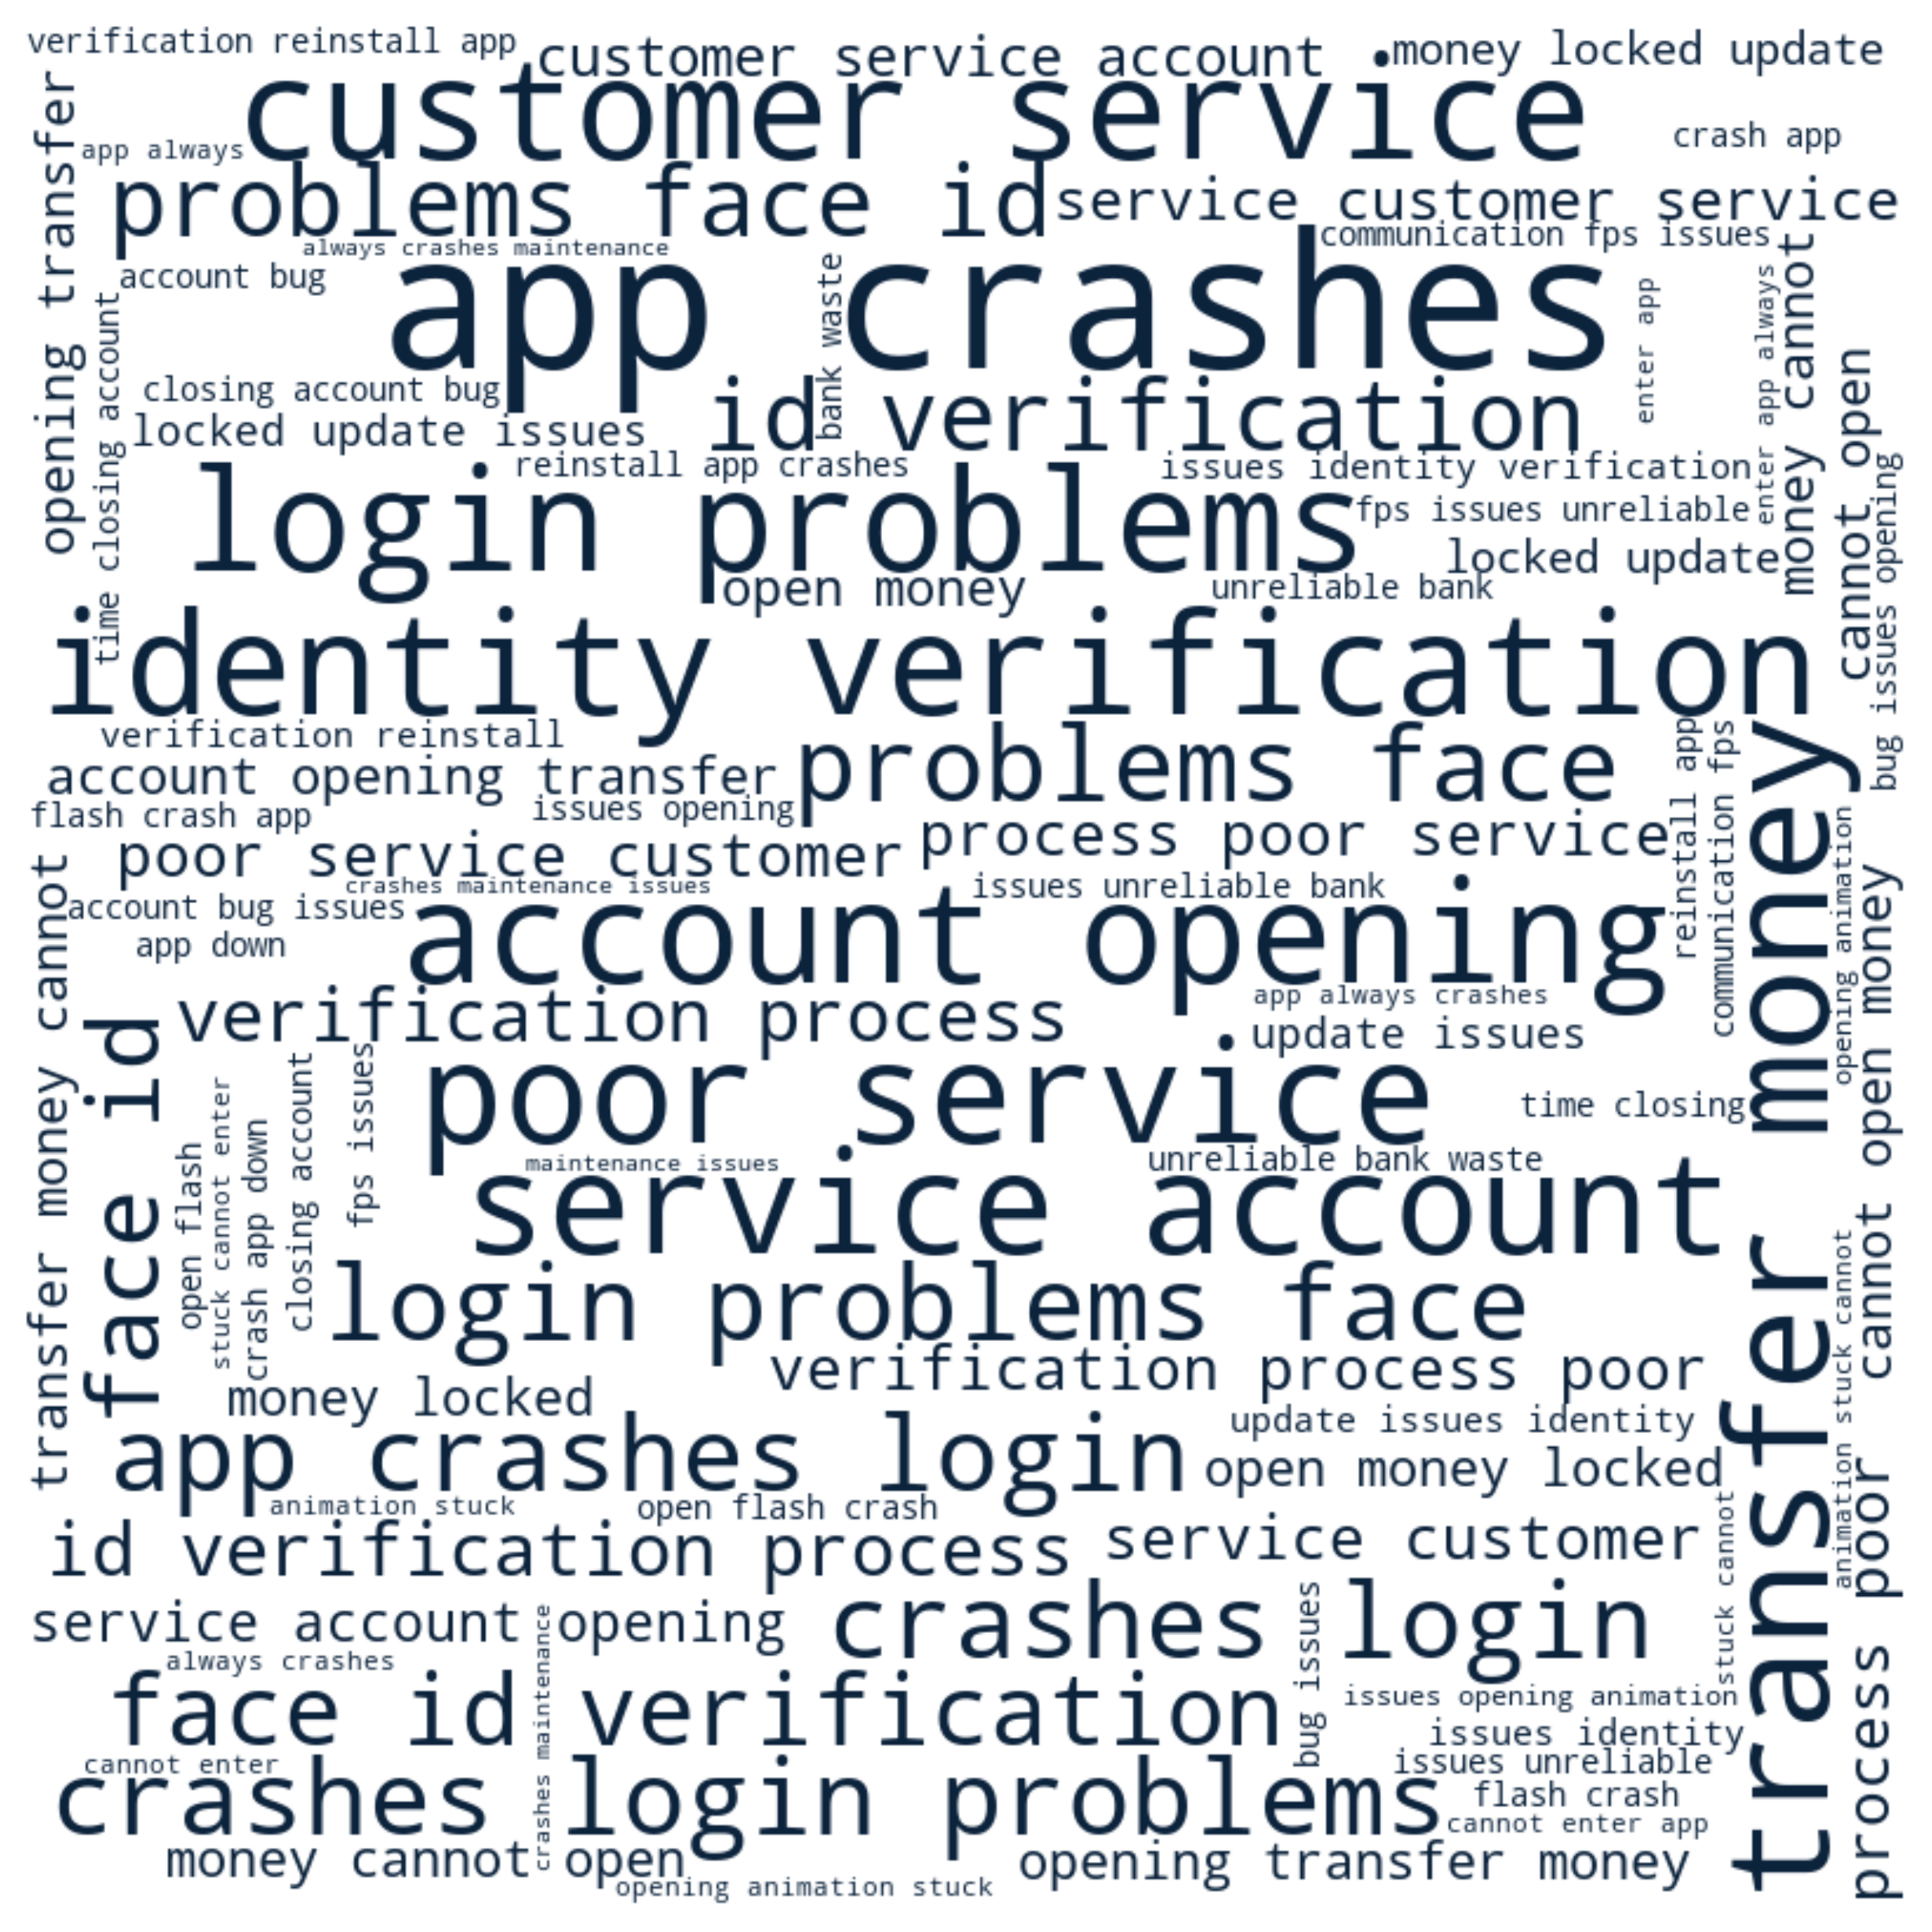 verification reinstall app
customer service account
money locked update
customer service
crash app
app always
opening transfer
problems face id
service customer service
always crashes maintenance
communication fps issues
account bug
app crashes
bank waste
enter app
enter app always
money cannot
time closing account
closing account bug
id verification
cannot open
locked update issues
reinstall app crashes
issues identity verification
bug issues opening
login problems
fps issues unreliable
locked update
open money
unreliable bank
identity verification
verification reinstall
account opening transfer
problems face
reinstall app
communication fps
transfer money
flash crash app
issues opening
poor service customer
process poor service
opening animation
crashes maintenance issues
issues unreliable bank
account bug issues
account opening
app down
transfer money cannot
cannot open money
verification process
app always crashes
update issues
face id
poor service
time closing
open flash
stuck cannot enter
crash app down
closing account
fps issues
maintenance issues
unreliable bank waste
service account
login problems face
animation stuck cannot
verification process poor
money locked
update issues identity
app crashes login
open money locked
process poor
animation stuck
open flash crash
id verification process
service customer
stuck cannot
service account opening
crashes maintenance
crashes login
bug issues
always crashes
face id verification
issues opening animation
issues identity
cannot enter
issues unreliable
crashes login problems
flash crash
cannot enter app
money cannot open
opening transfer money
opening animation stuck